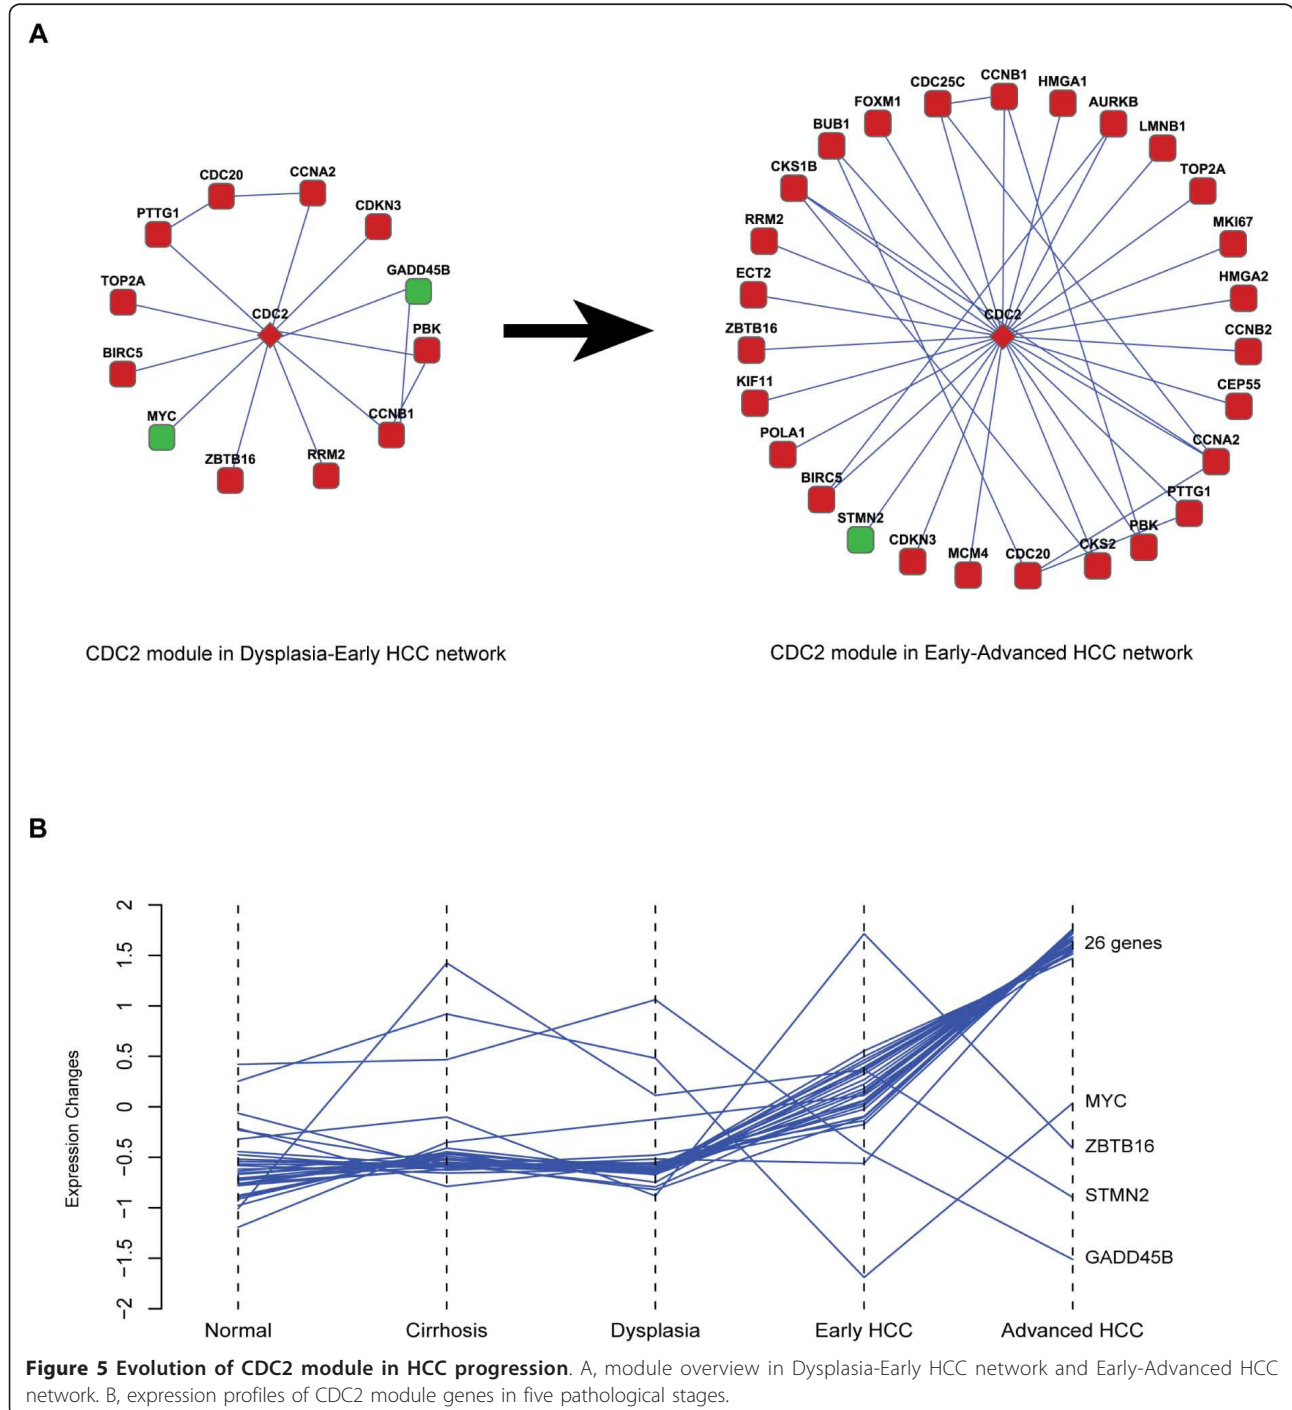 A
CDC20
CCNA2
PTTG1
CDKN3
GADD45B
TOP2A
CDC2
PBK
BIRC5
MYC
CCNB1
ZBTB16
RRM2
CDC25C
CCNB1
HMGA1
FOXM1
AURKB
BUB1
LMNB1
CKS1B
TOP2A
RRM2
MKI67
ECT2
HMGA2
CDC2
ZBTB16
CCNB2
KIF11
CEP55
POLA1
CCNA2
BIRC5
PTTG1
STMN2
PBK
CDKN3
MCM4
CDC20
CKS2
CDC2 module in Dysplasia-Early HCC network
CDC2 module in Early-Advanced HCC network
B
Expression Changes
2
1.5
1
0.5
0
−0.5
−1
−1.5
−2
26 genes
MYC
ZBTB16
STMN2
GADD45B
Normal
Cirrhosis
Dysplasia
Early HCC
Advanced HCC
Figure 5 Evolution of CDC2 module in HCC progression. A, module overview in Dysplasia-Early HCC network and Early-Advanced HCC
network. B, expression profiles of CDC2 module genes in five pathological stages.